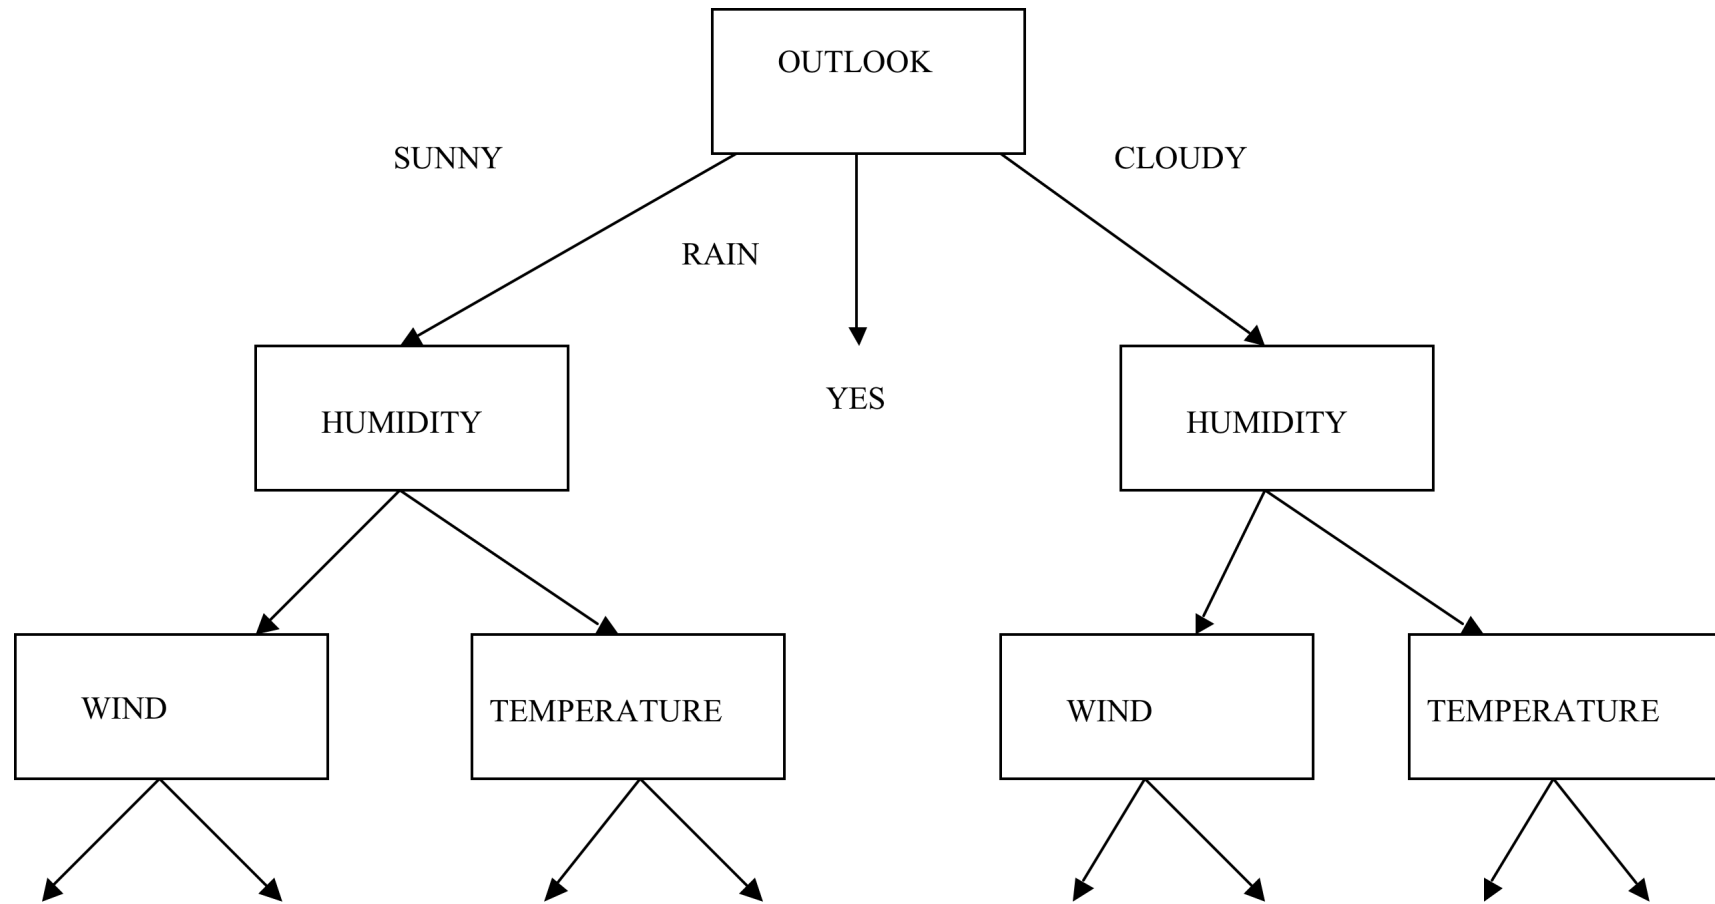 OUTLOOK
SUNNY
CLOUDY
RAIN
YES
HUMIDITY
HUMIDITY
WIND
TEMPERATURE
WIND
TEMPERATURE